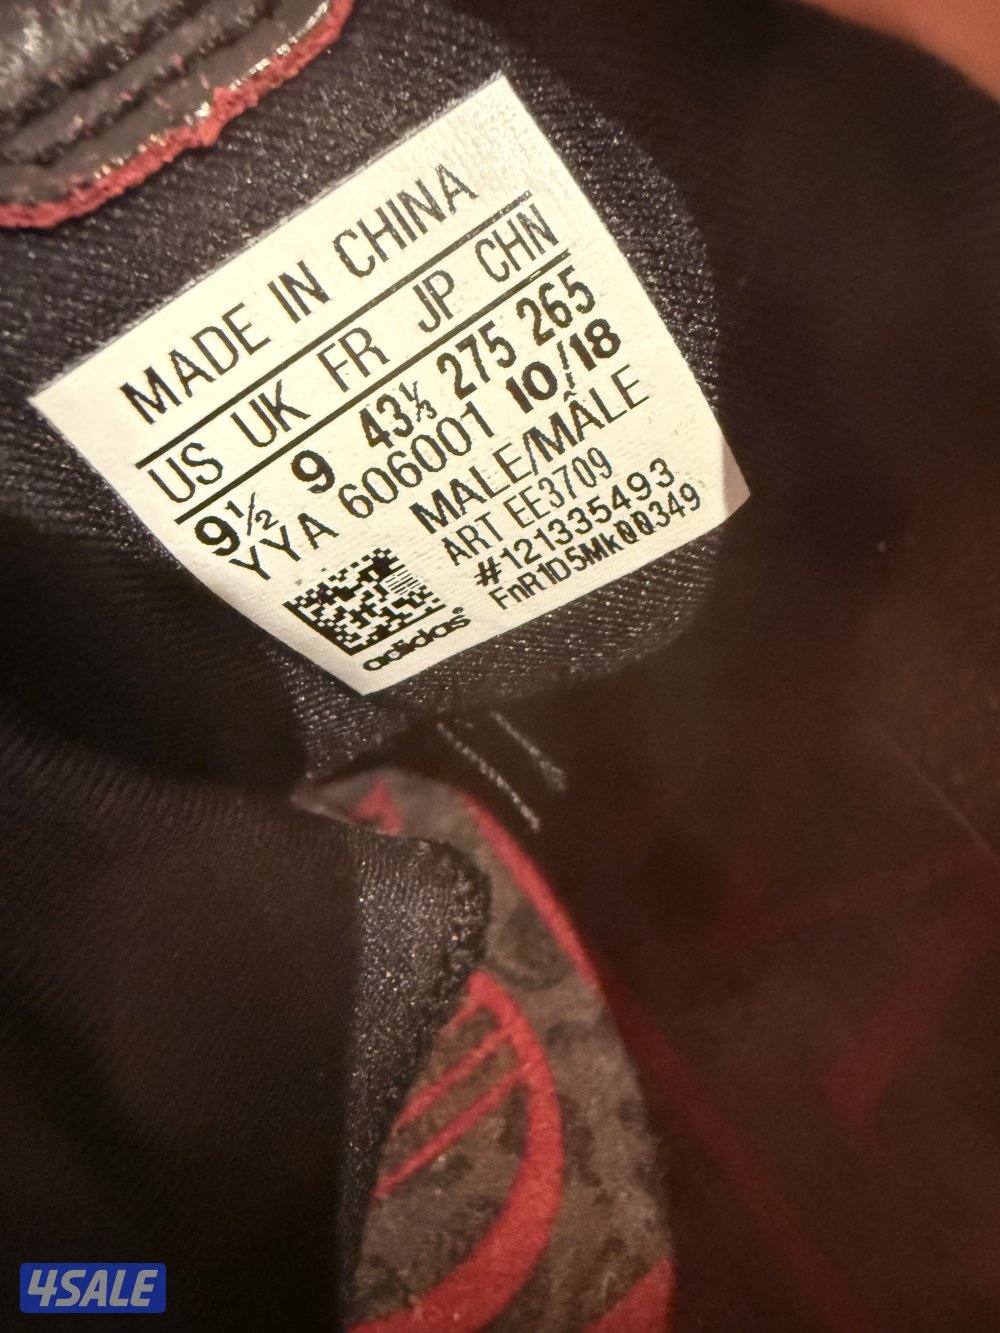 MADE IN CHINA
US UK FR JP CHN
9½ 9 43⅓ 275 265
YYA 606001 10/18
MALE/MÂLE
ART EE3709
#121335493
FnR1D5Mk00349
adidas®
4SALE